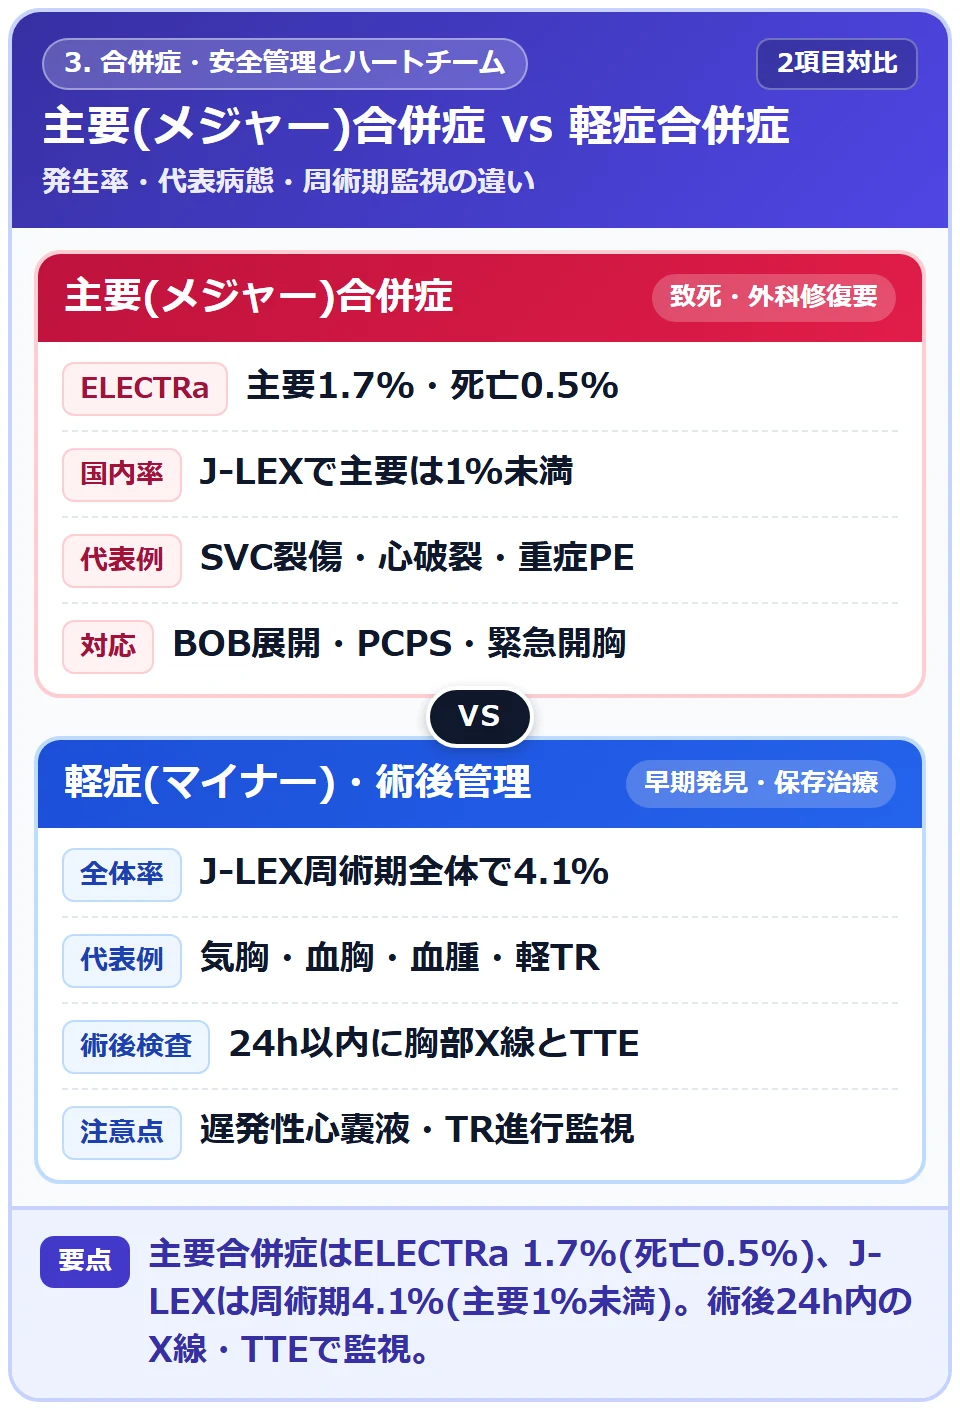 3. 合併症・安全管理とハートチーム
2項目対比
主要(メジャー)合併症 vs 軽症合併症
発生率・代表病態・周術期監視の違い
主要(メジャー)合併症
致死・外科修復要
ELECTRa 主要1.7%・死亡0.5%
国内率 J-LEXで主要は1%未満
代表例 SVC裂傷・心破裂・重症PE
対応 BOB展開・PCPS・緊急開胸
VS
軽症(マイナー)・術後管理
早期発見・保存治療
全体率 J-LEX周術期全体で4.1%
代表例 気胸・血胸・血腫・軽TR
術後検査 24h以内に胸部X線とTTE
注意点 遅発性心嚢液・TR進行監視
要点 主要合併症はELECTRa 1.7%(死亡0.5%)、J-
LEXは周術期4.1%(主要1%未満)。術後24h内の
X線・TTEで監視。